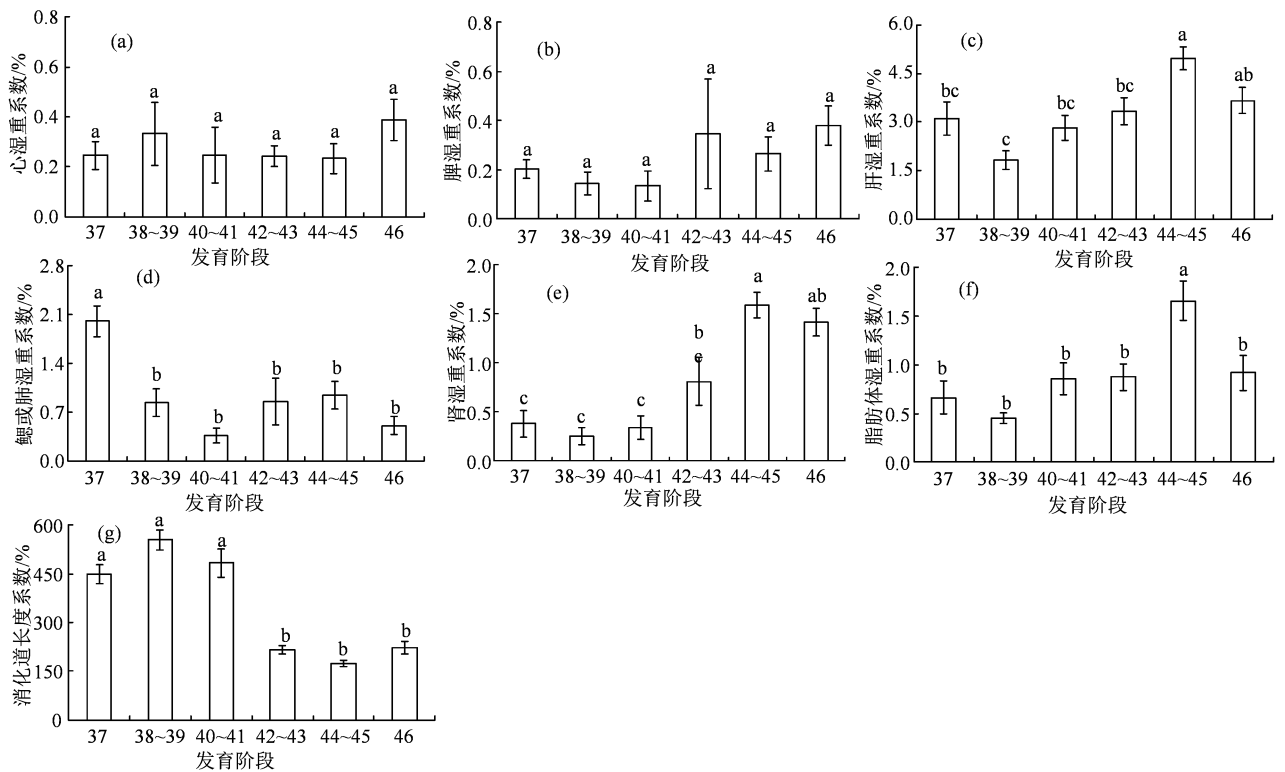 (a)
心湿重系数/%
0.8
0.6
0.4
0.2
0.0
a
a
a
a
a
a
37
38~39
40~41
42~43
44~45
46
发育阶段
(b)
脾湿重系数/%
0.8
0.6
0.4
0.2
0.0
a
a
a
a
a
a
37
38~39
40~41
42~43
44~45
46
发育阶段
(c)
肝湿重系数/%
6.0
4.5
3.0
1.5
0.0
bc
c
bc
bc
a
ab
37
38~39
40~41
42~43
44~45
46
发育阶段
(d)
鳃或肺湿重系数/%
2.8
2.1
1.4
0.7
0.0
a
b
b
b
b
b
37
38~39
40~41
42~43
44~45
46
发育阶段
(e)
肾湿重系数/%
2.0
1.5
1.0
0.5
0.0
c
c
c
b
c
a
ab
37
38~39
40~41
42~43
44~45
46
发育阶段
(f)
脂肪体湿重系数/%
2.0
1.5
1.0
0.5
0.0
b
b
b
b
a
b
37
38~39
40~41
42~43
44~45
46
发育阶段
(g)
消化道长度系数/%
600
450
300
150
0
a
a
a
b
b
b
37
38~39
40~41
42~43
44~45
46
发育阶段